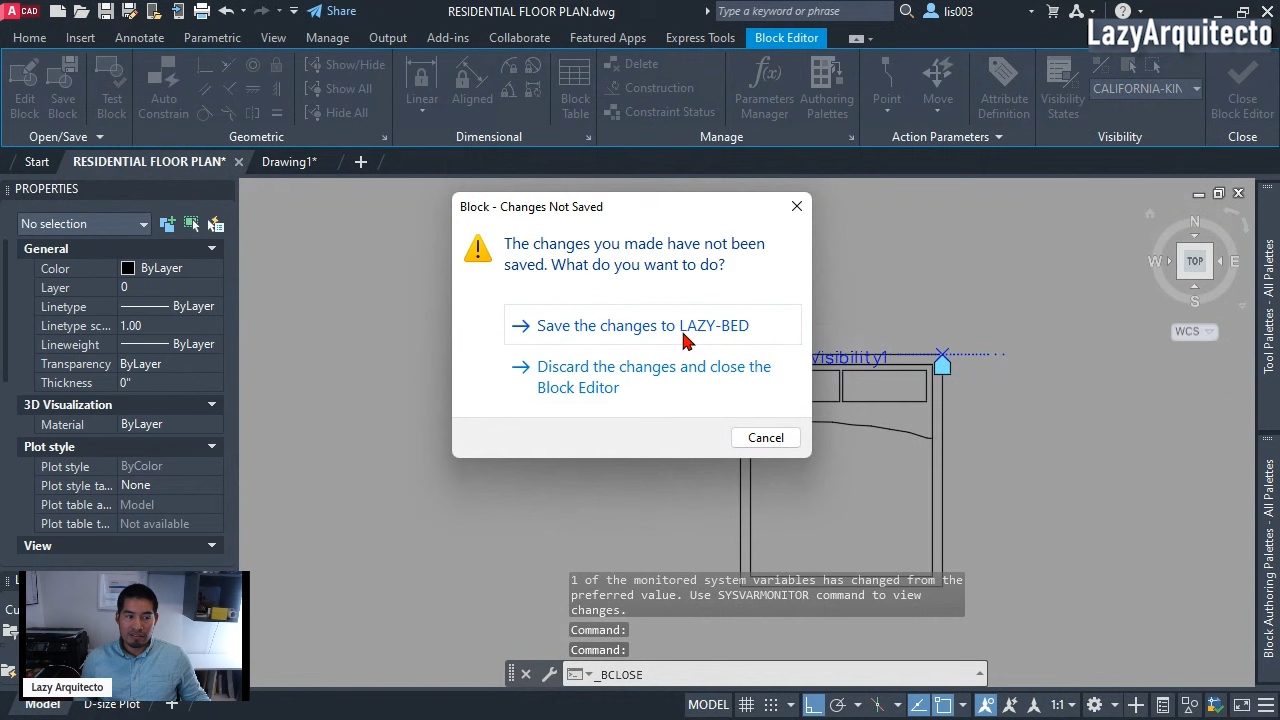 CAD
Share
RESIDENTIAL FLOOR PLAN.dwg
Type a keyword or phrase
lis003
LazyArquitecto
Home
Insert
Annotate
Parametric
View
Manage
Output
Add-ins
Collaborate
Featured Apps
Express Tools
Block Editor
Edit
Block
Save
Block
Test
Block
Auto
Constrain
Show/Hide
Show All
Hide All
Linear
Aligned
Block
Table
Delete
Construction
Constraint Status
Parameters
Manager
Authoring
Palettes
Point
Move
Attribute
Definition
Visibility
States
CALIFORNIA-KIN
Close
Block Editor
Open/Save
Geometric
Dimensional
Manage
Action Parameters
Visibility
Close
Start
RESIDENTIAL FLOOR PLAN*
Drawing1*
PROPERTIES
No selection
General
Color ByLayer
Layer 0
Linetype ByLayer
Linetype sc... 1.00
Lineweight ByLayer
Transparency ByLayer
Thickness 0"
3D Visualization
Material ByLayer
Plot style
Plot style ByColor
Plot style ta... None
Plot table a... Model
Plot table t... Not available
View
Block - Changes Not Saved
The changes you made have not been
saved. What do you want to do?
Save the changes to LAZY-BED
Discard the changes and close the
Block Editor
Cancel
Visibility1
N
W
TOP
E
S
WCS
Tool Palettes - All Palettes
Block Authoring Palettes - All Palettes
1 of the monitored system variables has changed from the
preferred value. Use SYSVARMONITOR command to view
changes.
Command:
Command:
_BCLOSE
Cu
Lazy Arquitecto
Model
D-size Plot
MODEL
1:1